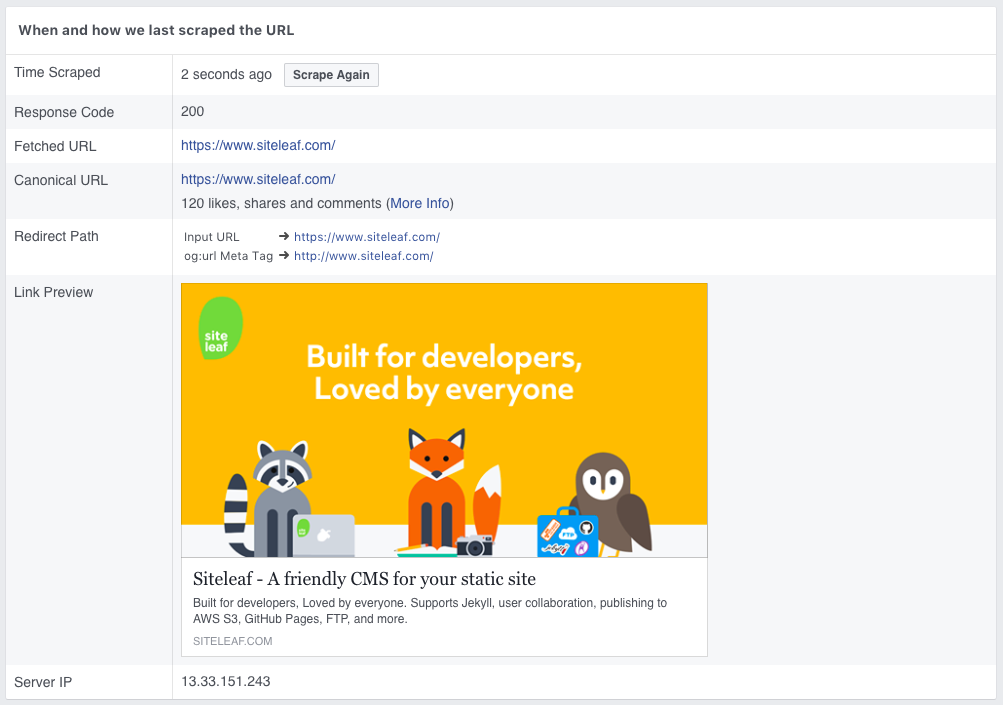 When and how we last scraped the URL
Time Scraped
2 seconds ago Scrape Again
Response Code
200
Fetched URL
https://www.siteleaf.com/
Canonical URL
https://www.siteleaf.com/
120 likes, shares and comments (More Info)
Redirect Path
Input URL → https://www.siteleaf.com/
og:url Meta Tag → http://www.siteleaf.com/
Link Preview
site
leaf
Built for developers,
Loved by everyone
FTP
Siteleaf - A friendly CMS for your static site
Built for developers, Loved by everyone. Supports Jekyll, user collaboration, publishing to
AWS S3, GitHub Pages, FTP, and more.
SITELEAF.COM
Server IP
13.33.151.243